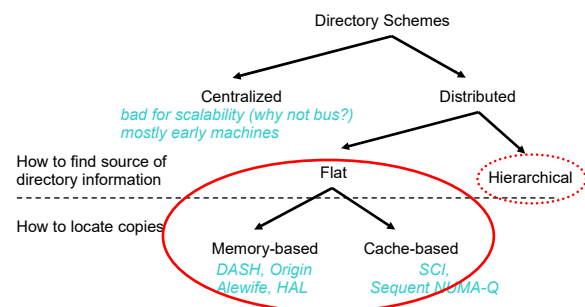 Directory Schemes
Centralized
Distributed
bad for scalability (why not bus?)
mostly early machines
How to find source of
directory information
Flat
Hierarchical
How to locate copies
Memory-based
Cache-based
DASH, Origin
SCI,
Alewife, HAL
Sequent NUMA-Q